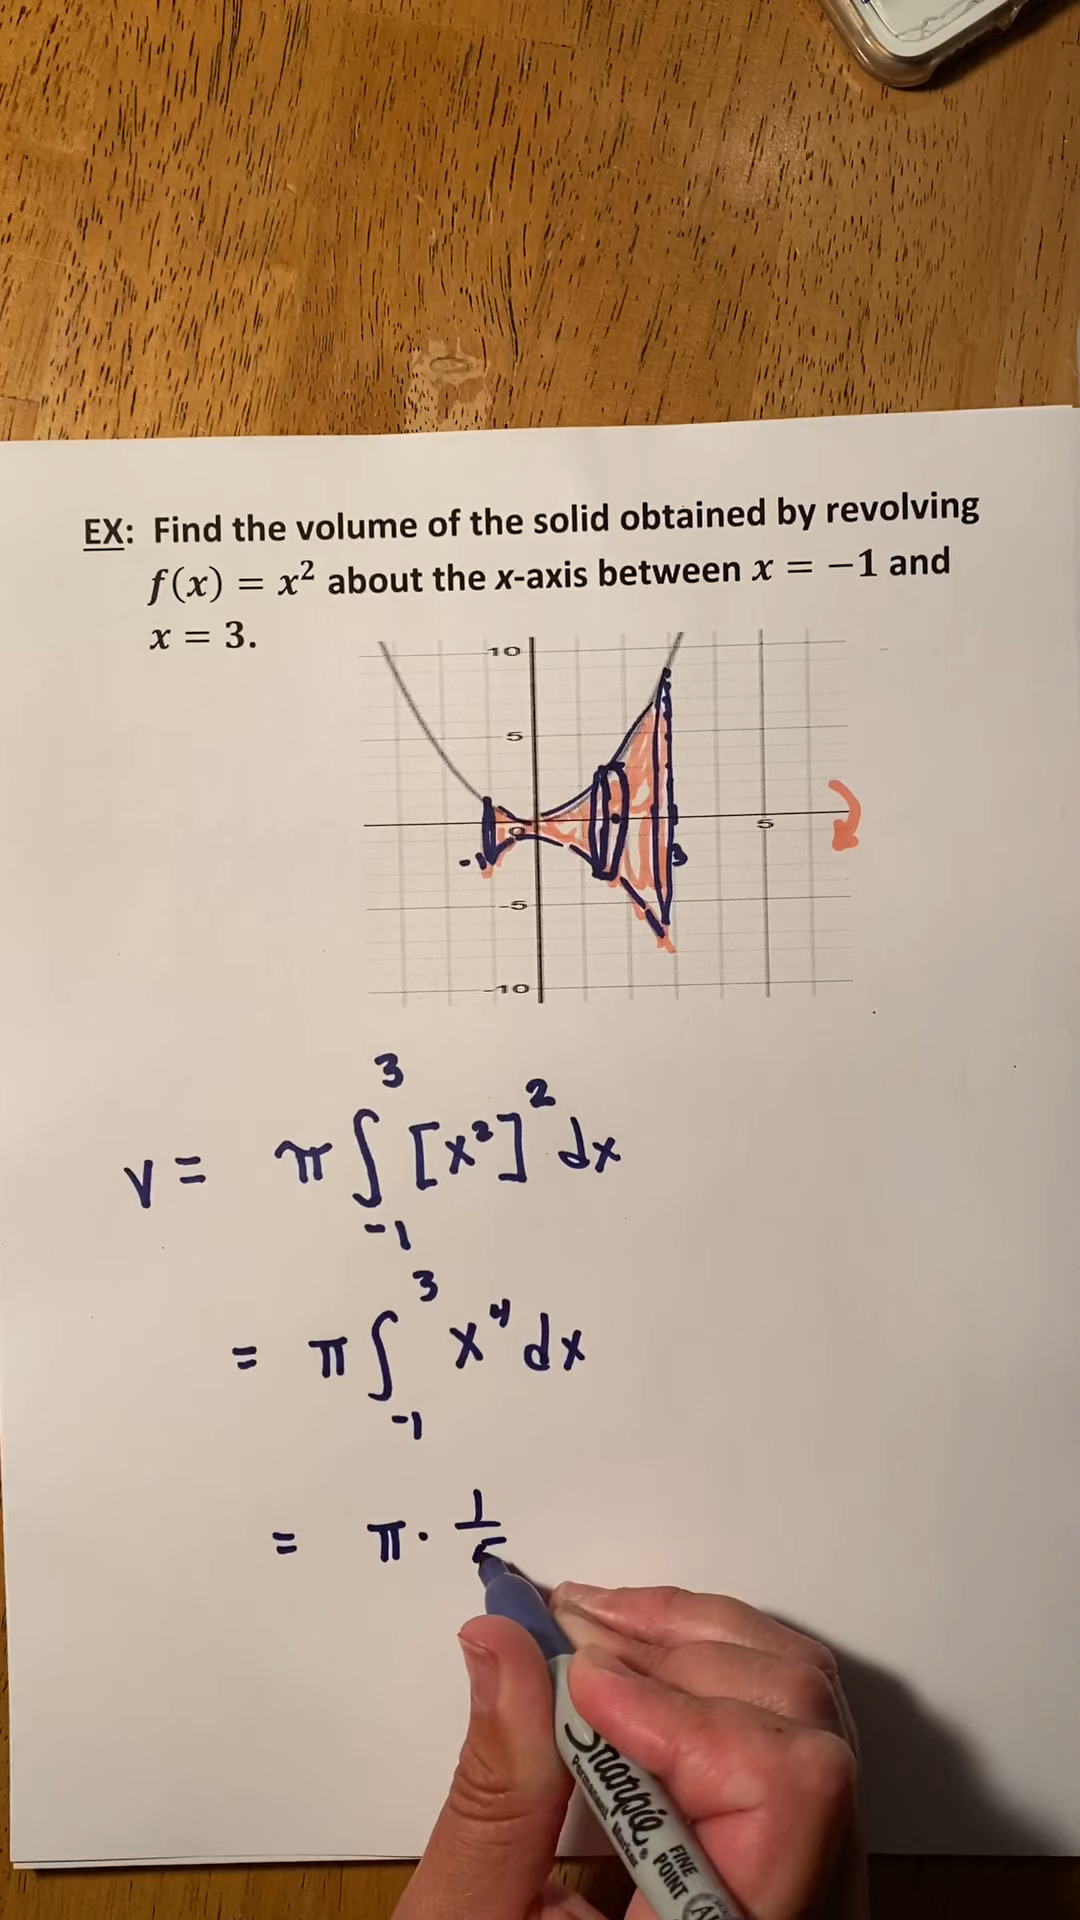 EX: Find the volume of the solid obtained by revolving
f(x) = x² about the x-axis between x = −1 and
x = 3.
10
5
0
5
-1
3
-5
-10
3
V = π∫ [x²]² dx
-1
3
= π∫ x⁴ dx
-1
= π · 1/5
Sharpie®
Permanent Marker
FINE
POINT